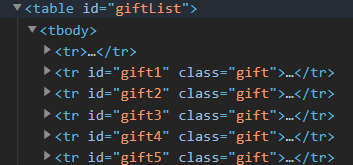 ▼<table id="giftList">
▼<tbody>
▶<tr>…</tr>
▶<tr id="gift1" class="gift">…</tr>
▶<tr id="gift2" class="gift">…</tr>
▶<tr id="gift3" class="gift">…</tr>
▶<tr id="gift4" class="gift">…</tr>
▶<tr id="gift5" class="gift">…</tr>